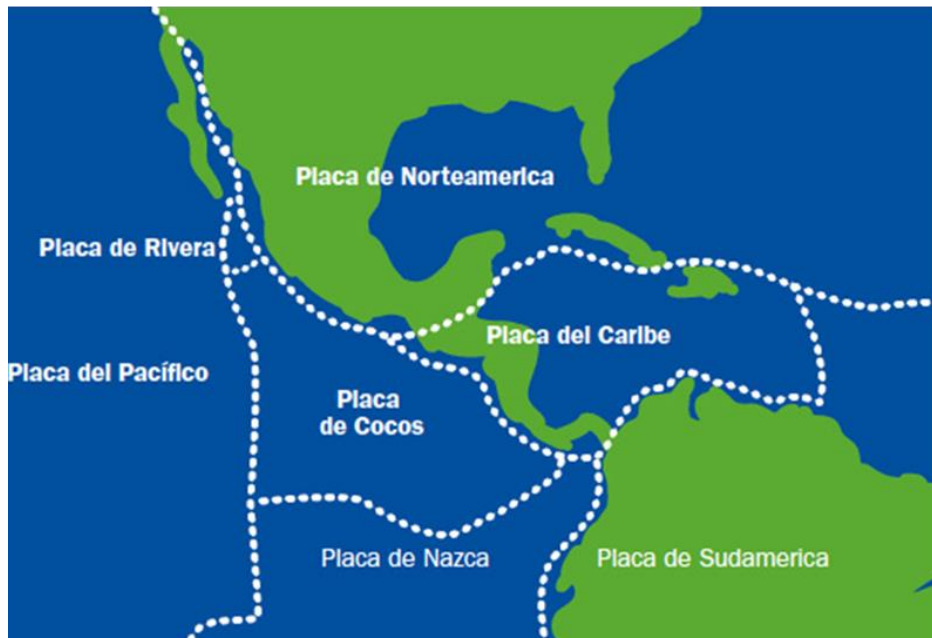 Placa de Norteamerica
Placa de Rivera
Placa del Caribe
Placa del Pacífico
Placa
de Cocos
Placa de Nazca
Placa de Sudamerica